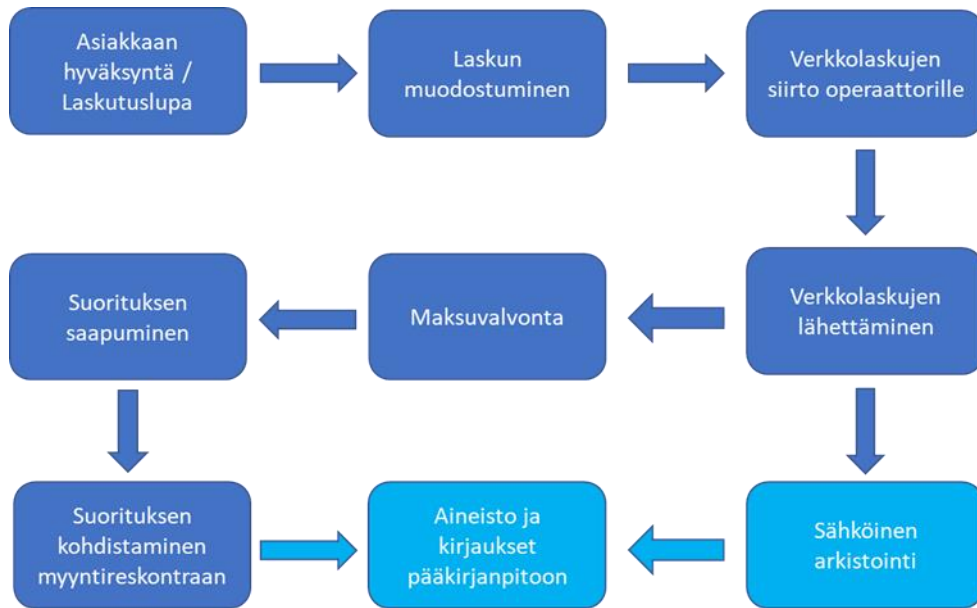 Asiakkaan
hyväksyntä /
Laskutuslupa
Laskun
muodostuminen
Verkkolaskujen
siirto operaattorille
Suorituksen
saapuminen
Maksuvalvonta
Verkkolaskujen
lähettäminen
Suorituksen
kohdistaminen
myyntireskontraan
Aineisto ja
kirjaukset
pääkirjanpitoon
Sähköinen
arkistointi